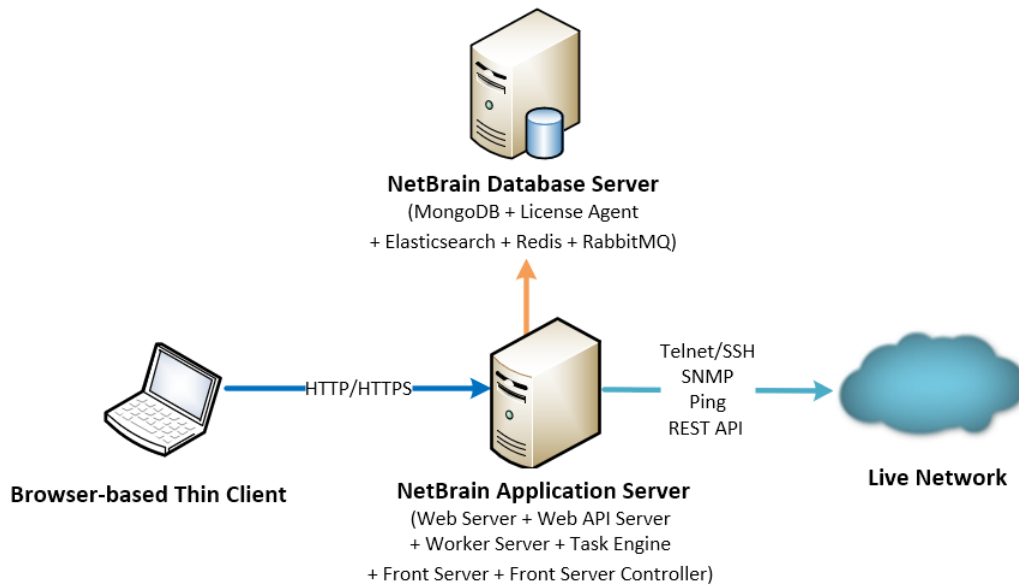 NetBrain Database Server
(MongoDB + License Agent
+ Elasticsearch + Redis + RabbitMQ)
HTTP/HTTPS
Telnet/SSH
SNMP
Ping
REST API
Browser-based Thin Client
NetBrain Application Server
(Web Server + Web API Server
+ Worker Server + Task Engine
+ Front Server + Front Server Controller)
Live Network